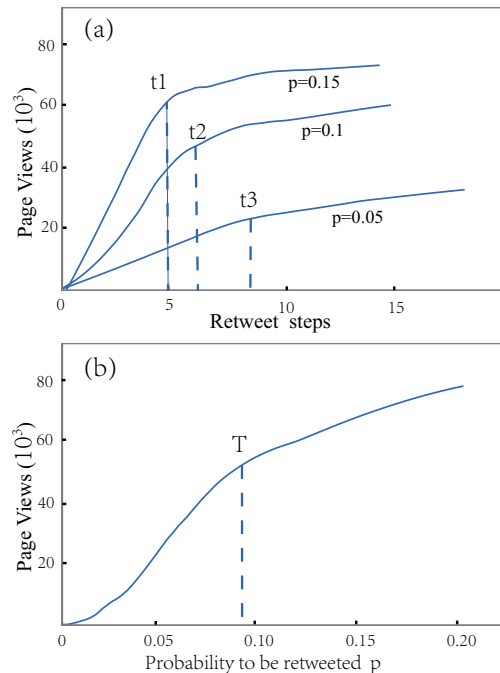 (a)
80
60
40
20
0
5
10
15
t1
t2
t3
p=0.15
p=0.1
p=0.05
Page Views (10³)
Retweet steps
(b)
80
60
40
20
0
0.05
0.10
0.15
0.20
T
Page Views (10³)
Probability to be retweeted p